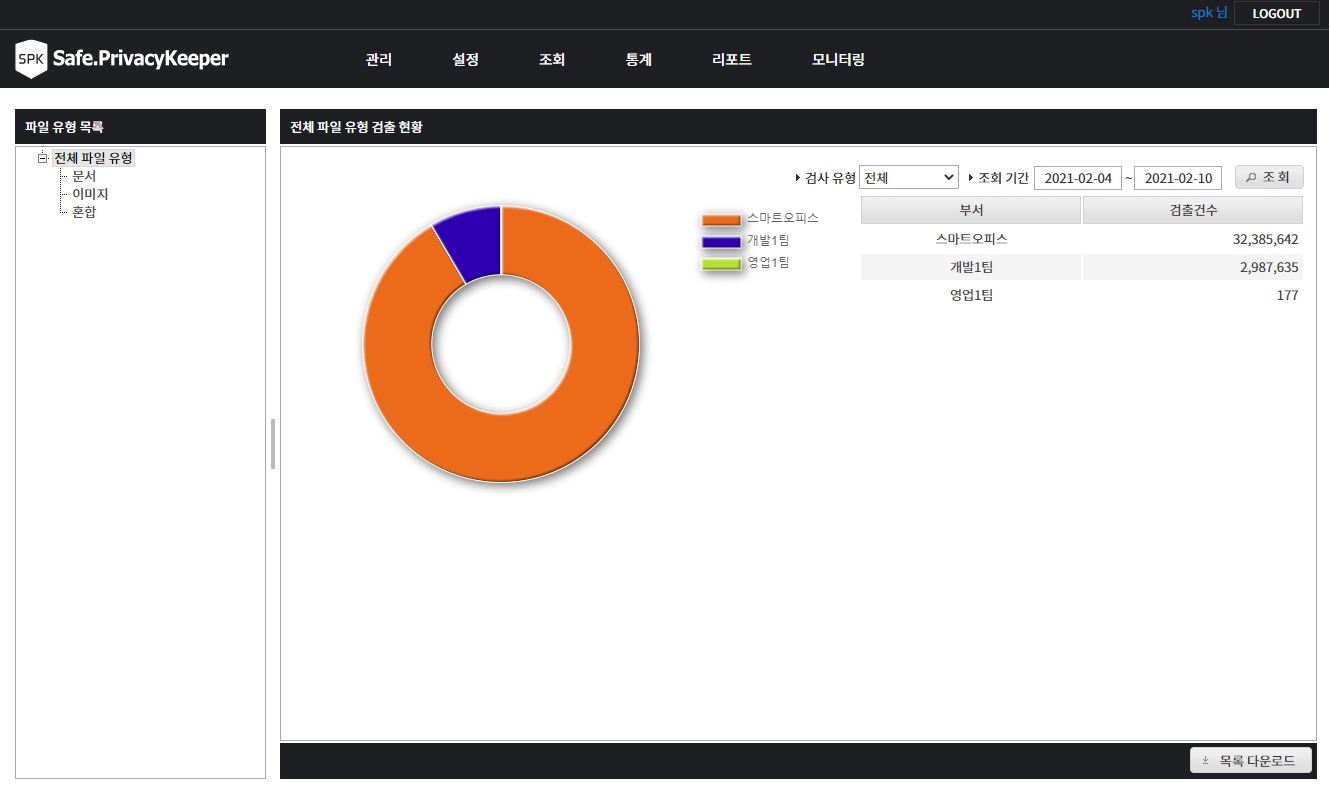 spk 님 LOGOUT
SPK Safe.PrivacyKeeper 관리 설정 조회 통계 리포트 모니터링
파일 유형 목록
전체 파일 유형
문서
이미지
혼합
전체 파일 유형 검출 현황
검사 유형 전체 조회 기간 2021-02-04 ~ 2021-02-10 조 회
스마트오피스
개발1팀
영업1팀
부서 검출건수
스마트오피스 32,385,642
개발1팀 2,987,635
영업1팀 177
목록 다운로드